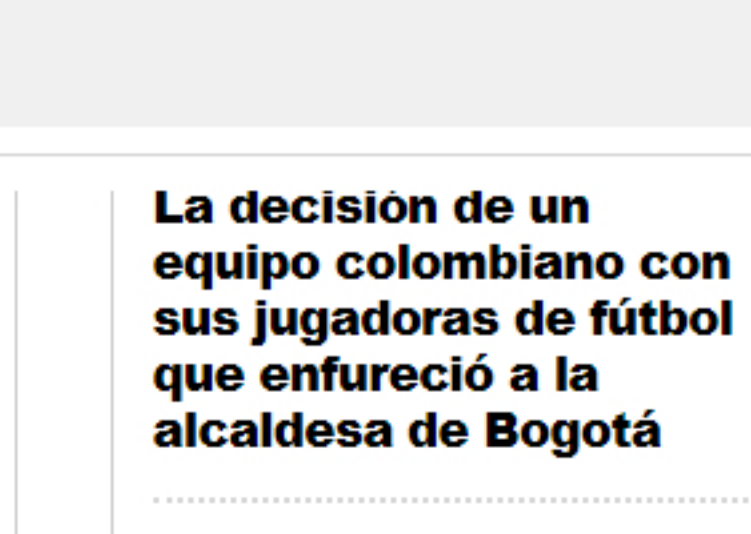 La decisión de un
equipo colombiano con
sus jugadoras de fútbol
que enfureció a la
alcaldesa de Bogotá